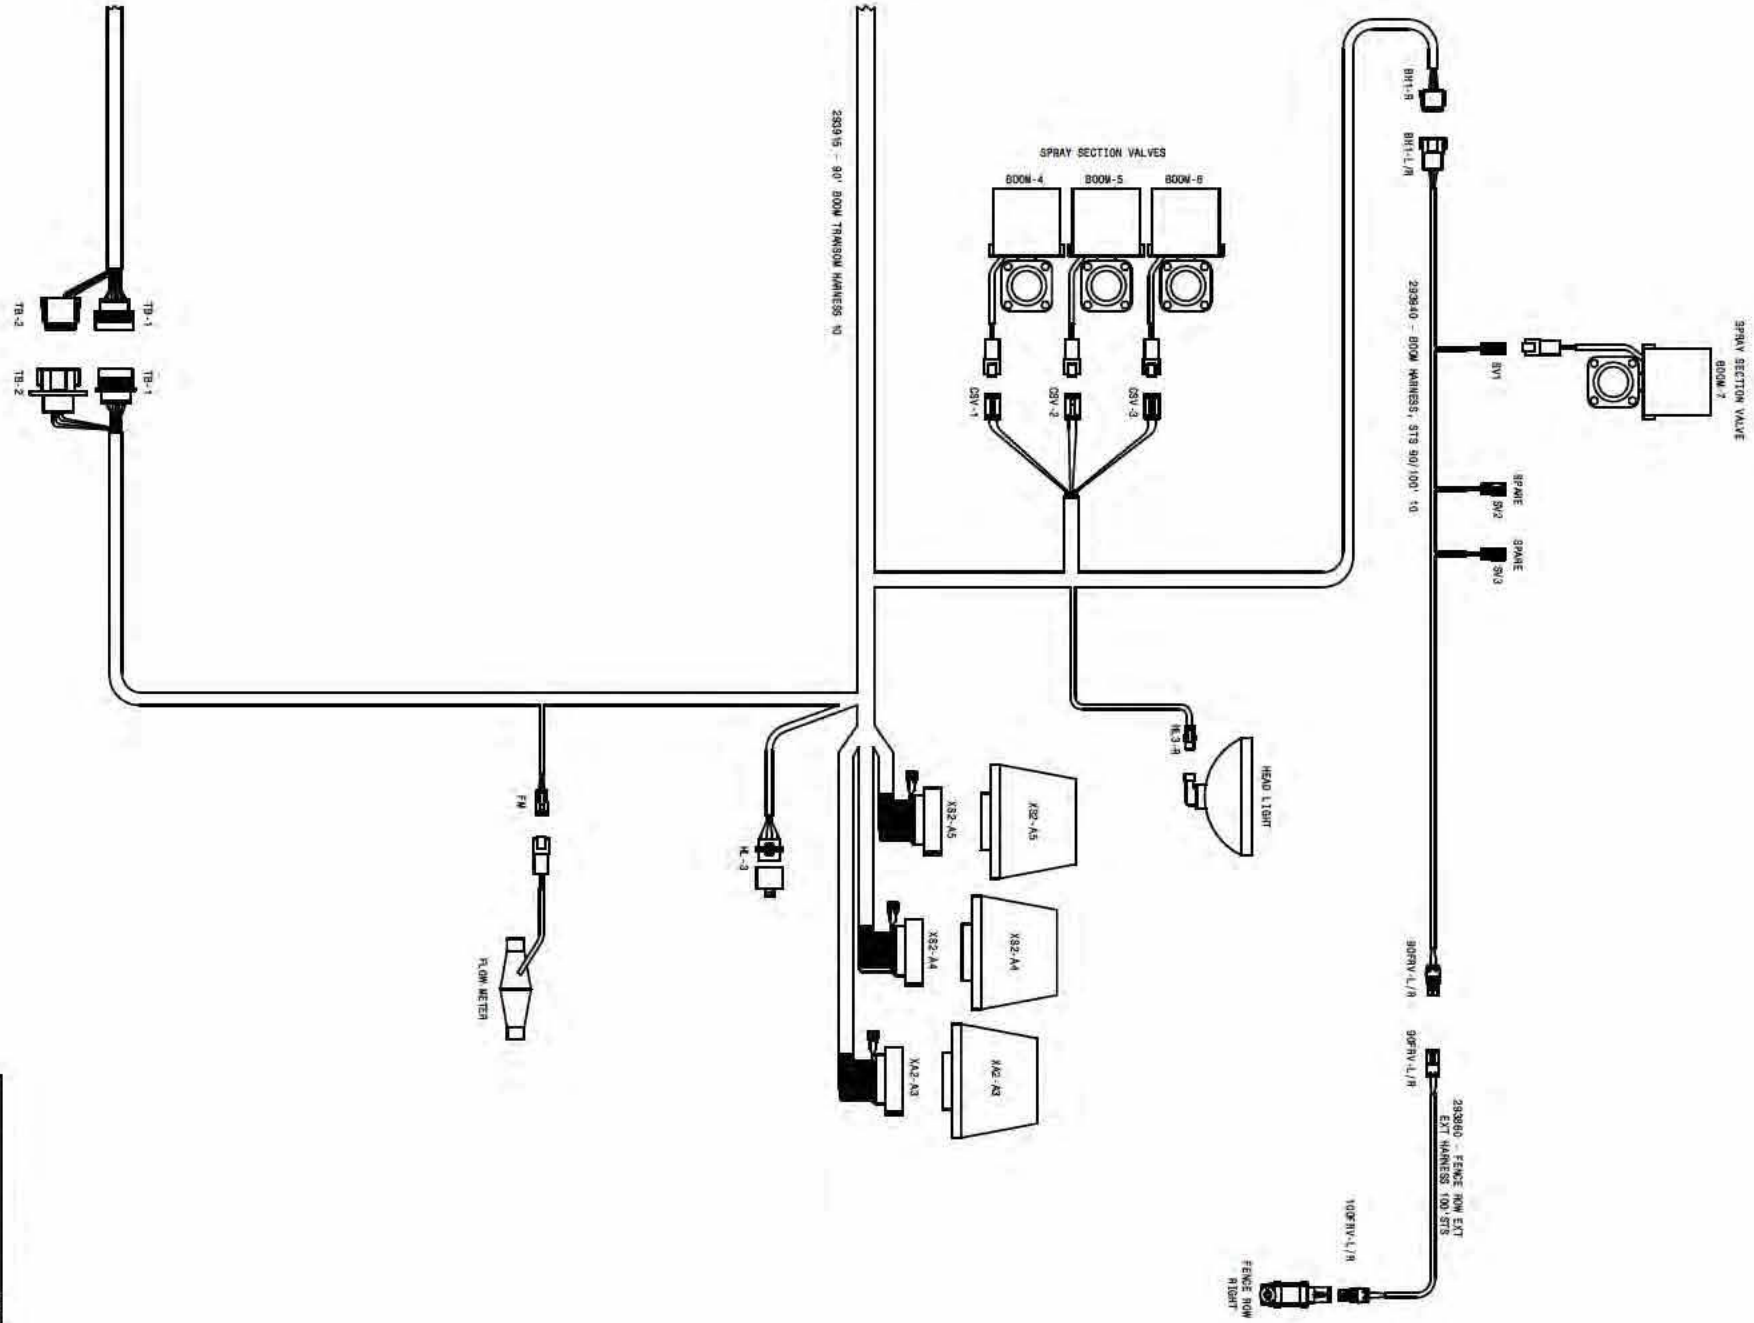 BH1-R
BH1-L/R
293915 - 90' BOOM TRANSOM HARNESS 10
SPRAY SECTION VALVES
BOOM-4
BOOM-5
BOOM-6
293940 - BOOM HARNESS, STS 90/100' 10
SPRAY SECTION VALVE
BOOM-7
SV1
SPARE
SV2
SPARE
SV3
CSV-1
CSV-2
CSV-3
TB-1
TB-2
TB-1
TB-2
HL3-R
HEAD LIGHT
FM
FLOW METER
HL-3
XS2-A5
XS2-A5
XS2-A4
XS2-A4
XA2-A3
XA2-A3
90FRV-L/R
90FRV-L/R
293860 - FENCE ROW EXT
EXT HARNESS 100'STS
100FRV-L/R
FENCE ROW
RIGHT